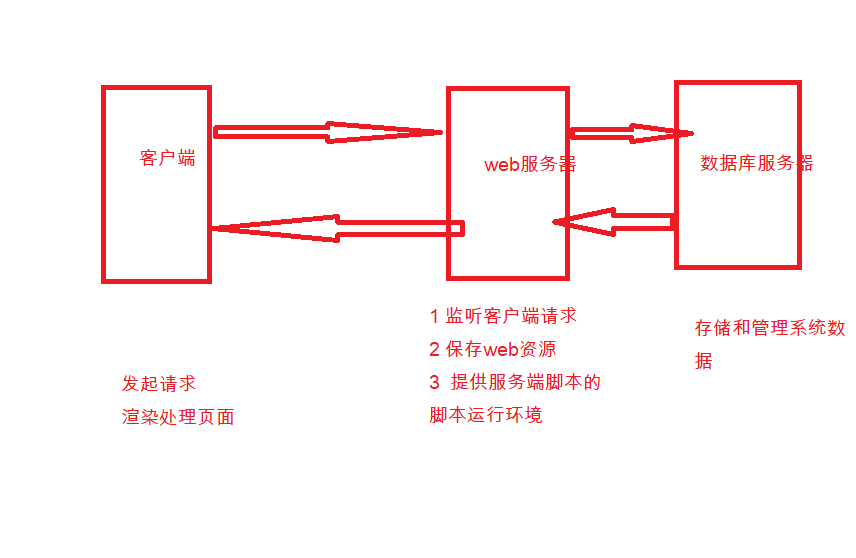 客户端
web服务器
数据库服务器
1 监听客户端请求
2 保存web资源
3 提供服务端脚本的
脚本运行环境
存储和管理系统数
据
发起请求
渲染处理页面